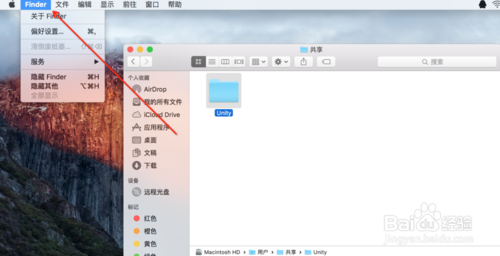 Finder 文件 编辑 显示 前往 窗口 帮助
关于 Finder
偏好设置... ⌘,
清倒废纸篓...
服务
隐藏 Finder ⌘H
隐藏其他 ⌥⌘H
全部显示
共享
搜索
个人收藏
AirDrop
我的所有文件
iCloud Drive
应用程序
桌面
文稿
下载
设备
远程光盘
标记
红色
橙色
黄色
绿色
Unity
Macintosh HD 用户 共享 Unity
Baidu 经验
jingyan.baidu.com